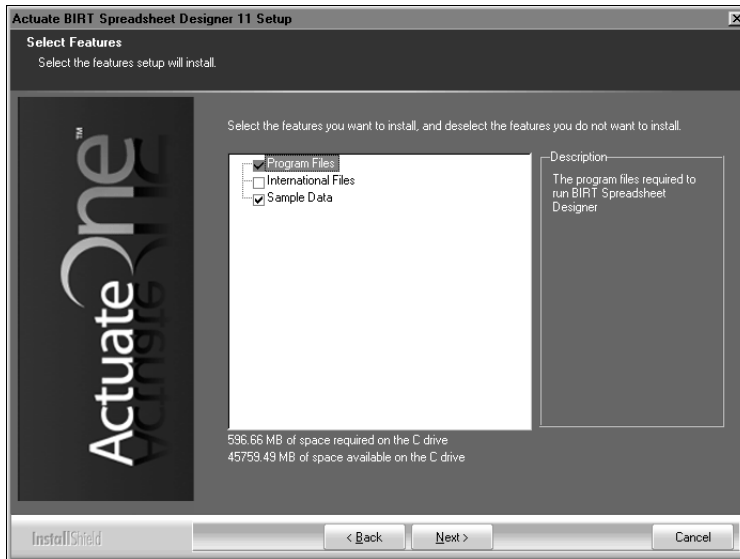 Actuate BIRT Spreadsheet Designer 11 Setup
Select Features
Select the features setup will install.
Select the features you want to install, and deselect the features you do not want to install.
Program Files
International Files
Sample Data
Description
The program files required to
run BIRT Spreadsheet
Designer
ActuateOne™
596.66 MB of space required on the C drive
45759.49 MB of space available on the C drive
InstallShield
< Back
Next >
Cancel